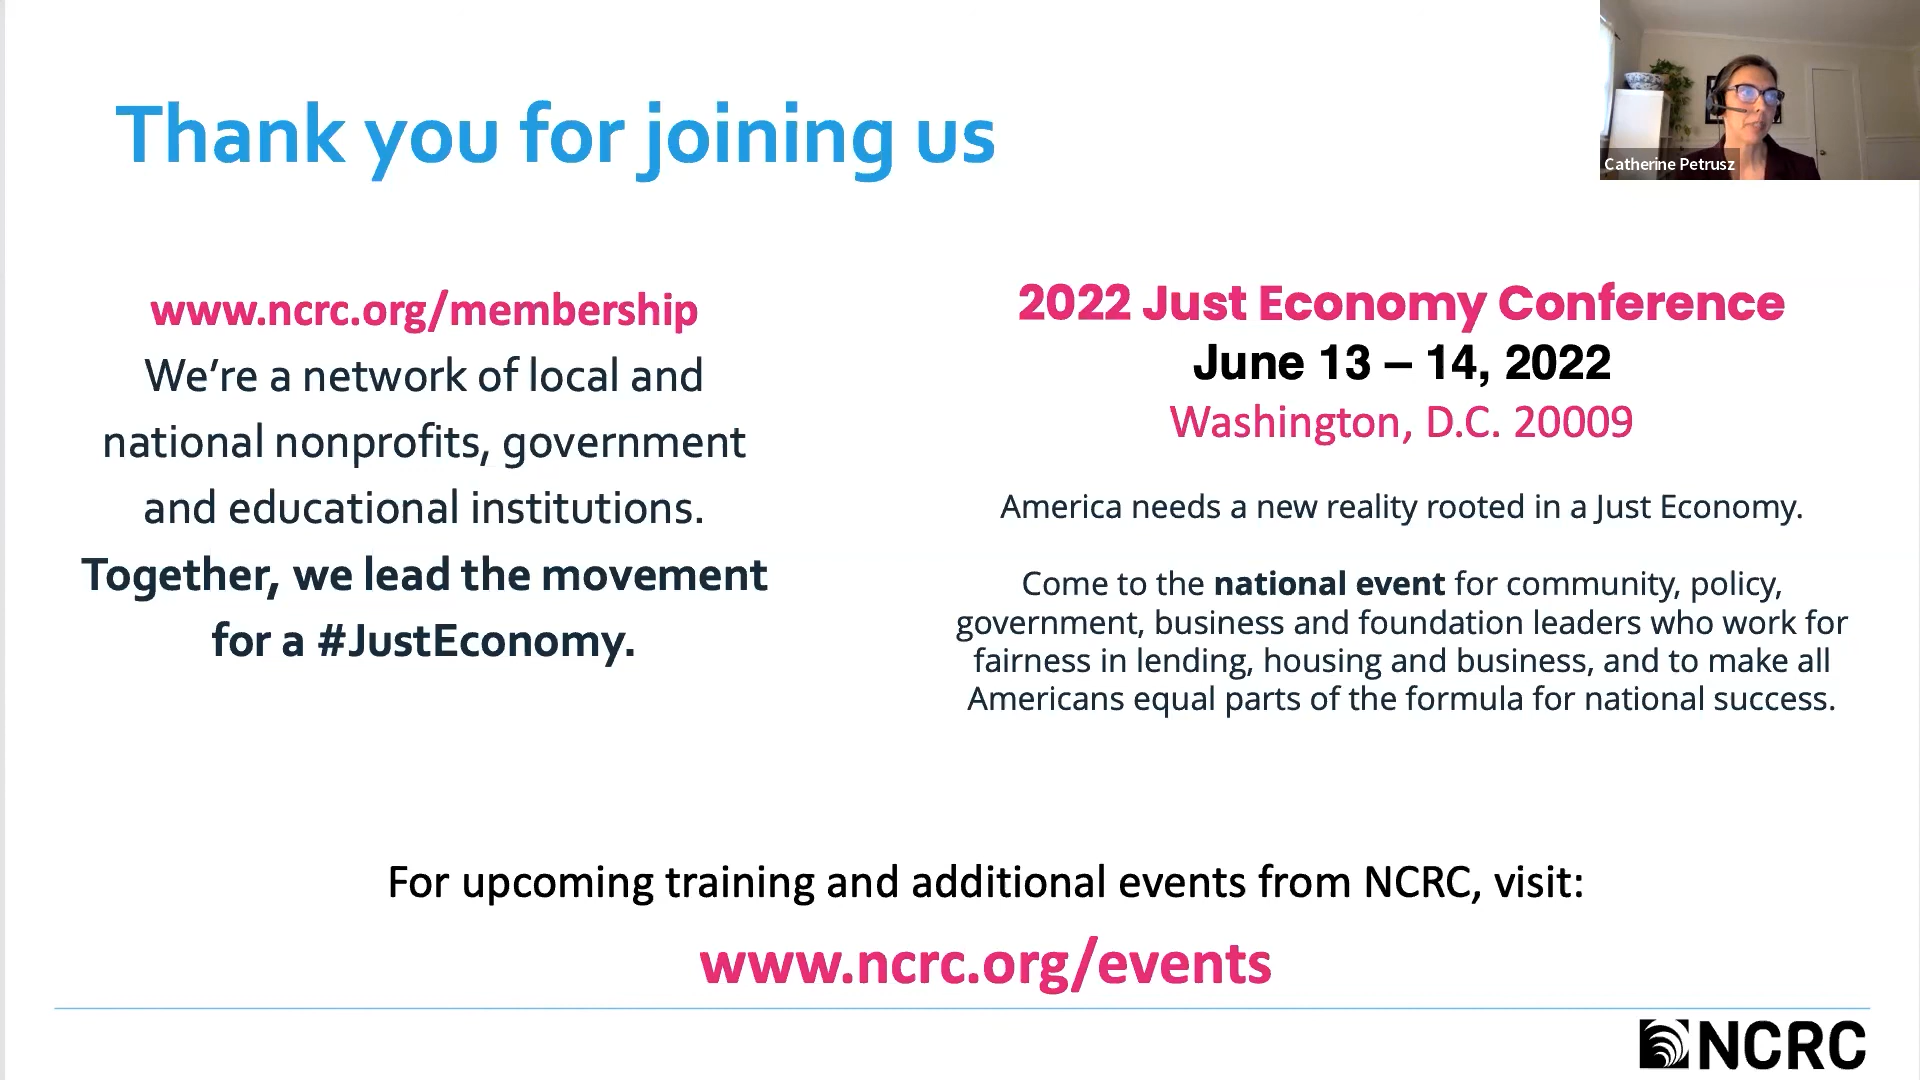 Thank you for joining us
Catherine Petrusz
www.ncrc.org/membership
We’re a network of local and
national nonprofits, government
and educational institutions.
Together, we lead the movement
for a #JustEconomy.
2022 Just Economy Conference
June 13 – 14, 2022
Washington, D.C. 20009
America needs a new reality rooted in a Just Economy.
Come to the national event for community, policy,
government, business and foundation leaders who work for
fairness in lending, housing and business, and to make all
Americans equal parts of the formula for national success.
For upcoming training and additional events from NCRC, visit:
www.ncrc.org/events
NCRC